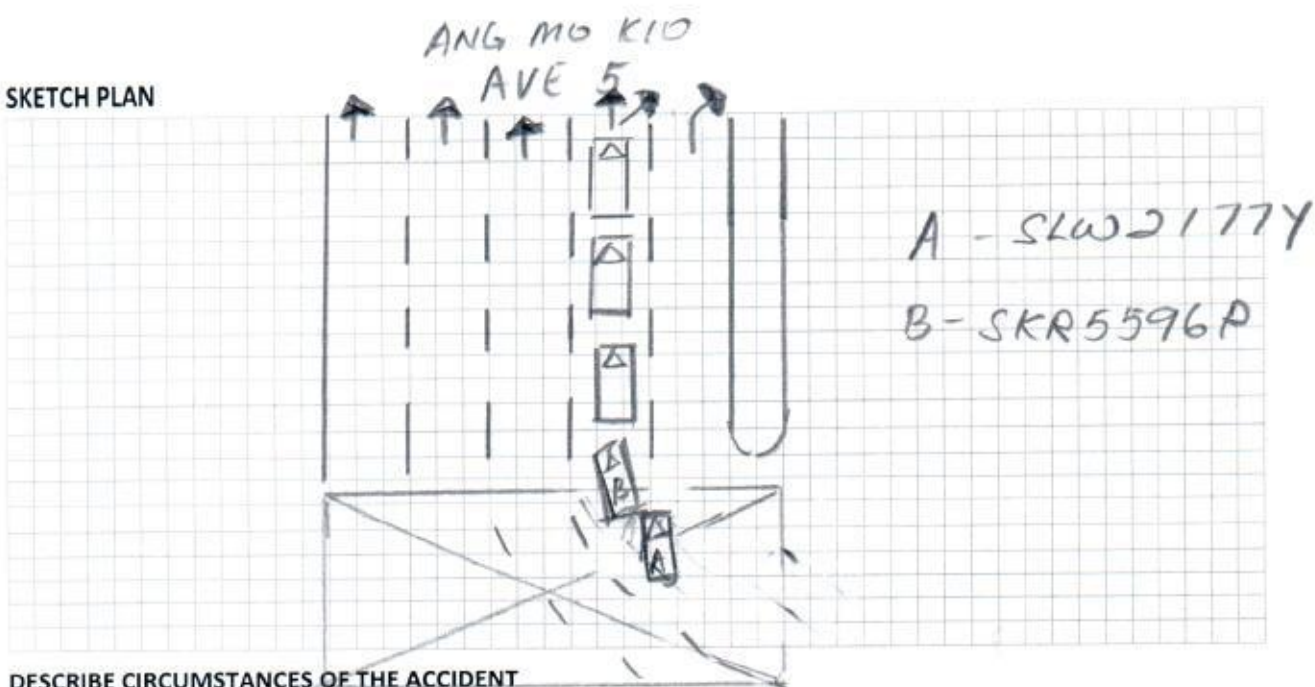 ANG MO KIO
AVE 5
SKETCH PLAN
A - SLW2177Y
B - SKR5596P
B
A
DESCRIBE CIRCUMSTANCES OF THE ACCIDENT